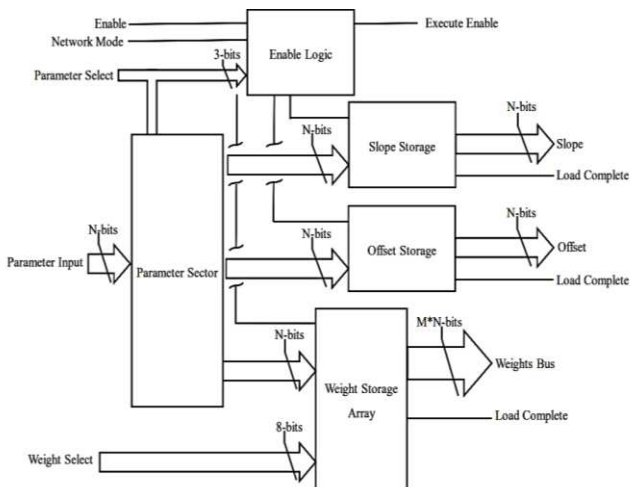 Enable
Execute Enable
Network Mode
Enable Logic
3-bits
Parameter Select
N-bits
N-bits
Slope Storage
Slope
Load Complete
N-bits
N-bits
N-bits
Offset Storage
Parameter Input
Parameter Sector
Offset
Load Complete
M*N-bits
N-bits
Weights Bus
Weight Storage
Array
Load Complete
8-bits
Weight Select